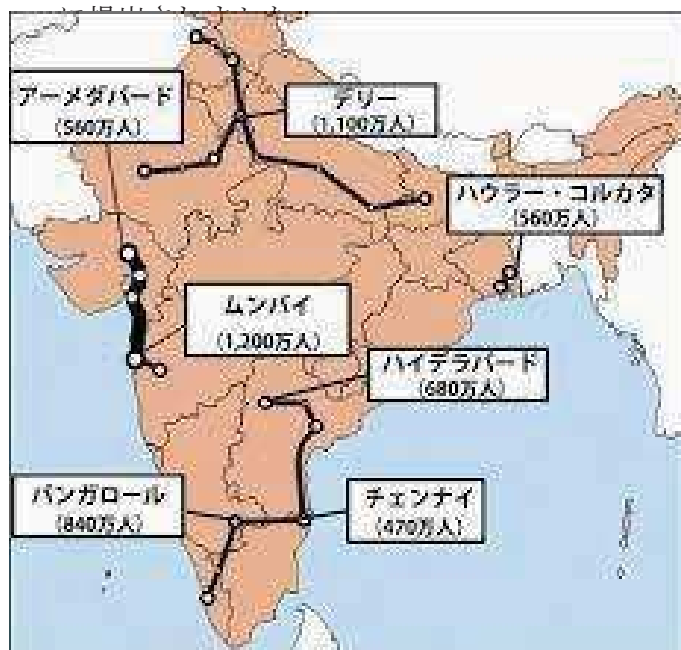 アーメダバード
(560万人)
デリー
(1,100万人)
ハウラー・コルカタ
(560万人)
ムンバイ
(1,200万人)
ハイデラバード
(680万人)
バンガロール
(840万人)
チェンナイ
(470万人)